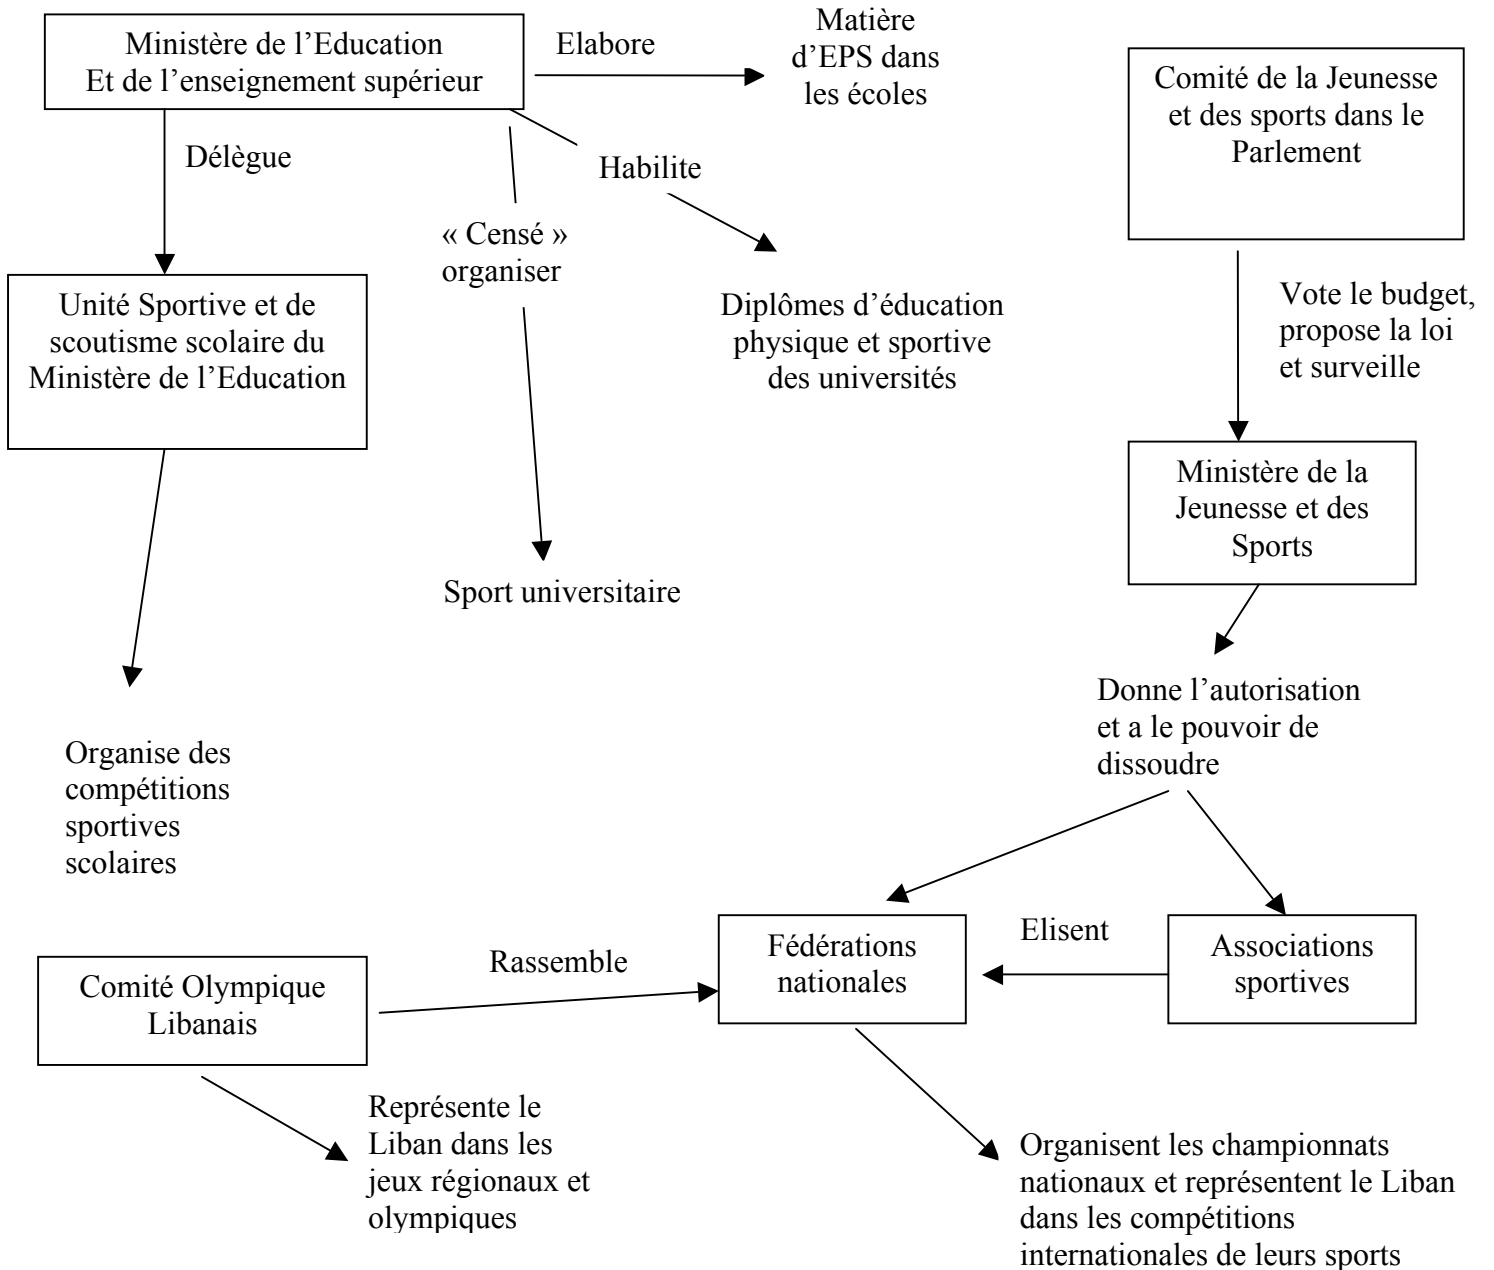 Ministère de l’Education
Et de l’enseignement supérieur
Elabore
Matière
d’EPS dans
les écoles
Comité de la Jeunesse
et des sports dans le
Parlement
Délègue
Habilite
« Censé »
organiser
Unité Sportive et de
scoutisme scolaire du
Ministère de l’Education
Diplômes d’éducation
physique et sportive
des universités
Vote le budget,
propose la loi
et surveille
Ministère de la
Jeunesse et des
Sports
Sport universitaire
Donne l’autorisation
et a le pouvoir de
dissoudre
Organise des
compétitions
sportives
scolaires
Comité Olympique
Libanais
Rassemble
Fédérations
nationales
Elisent
Associations
sportives
Représente le
Liban dans les
jeux régionaux et
olympiques
Organisent les championnats
nationaux et représentent le Liban
dans les compétitions
internationales de leurs sports